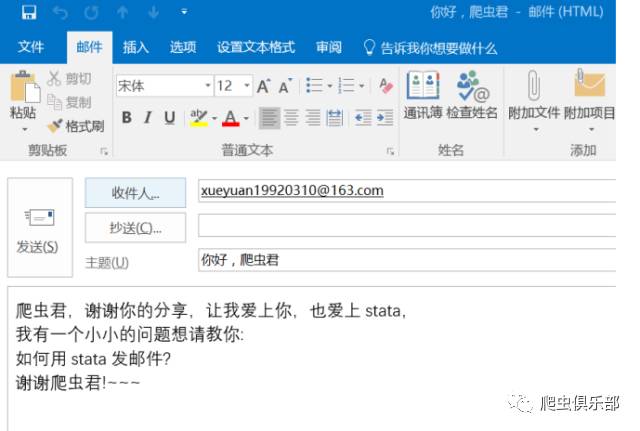 你好，爬虫君 - 邮件 (HTML)
文件 邮件 插入 选项 设置文本格式 审阅 告诉我你想要做什么
粘贴 剪切 复制 格式刷
宋体 12
B I U
通讯簿 检查姓名 附加文件 附加项目
剪贴板 普通文本 姓名 添加
发送(S)
收件人... xueyuan19920310@163.com
抄送(C)...
主题(U) 你好，爬虫君
爬虫君，谢谢你的分享，让我爱上你，也爱上 stata，
我有一个小小的问题想请教你:
如何用 stata 发邮件?
谢谢爬虫君!~~~
爬虫俱乐部